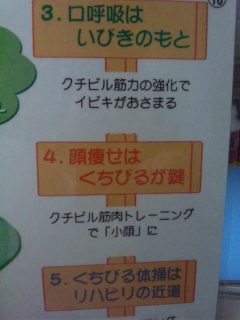 3.口呼吸は
いびきのもと
クチビル筋力の強化で
イビキがおさまる
4.顔痩せは
くちびるが鍵
クチビル筋肉トレーニング
で「小顔」に
5.くちびる体操は
リハビリの近道